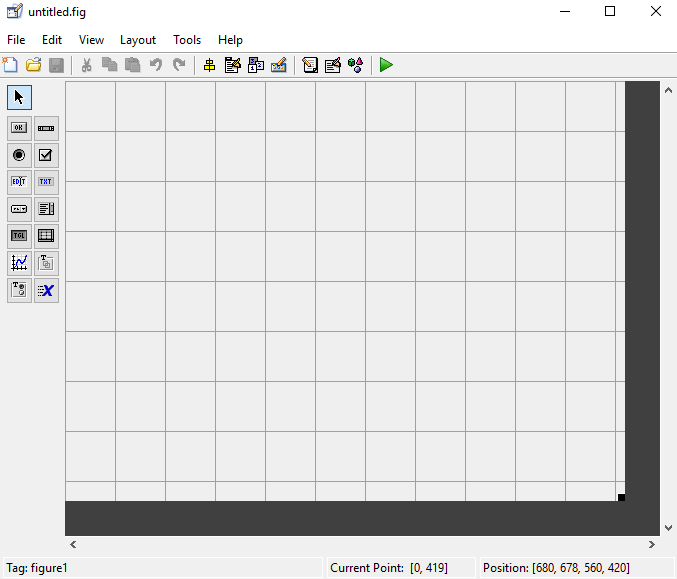 untitled.fig
File Edit View Layout Tools Help
OK
EDIT TXT
TGL
T
T X
Tag: figure1 Current Point: [0, 419] Position: [680, 678, 560, 420]